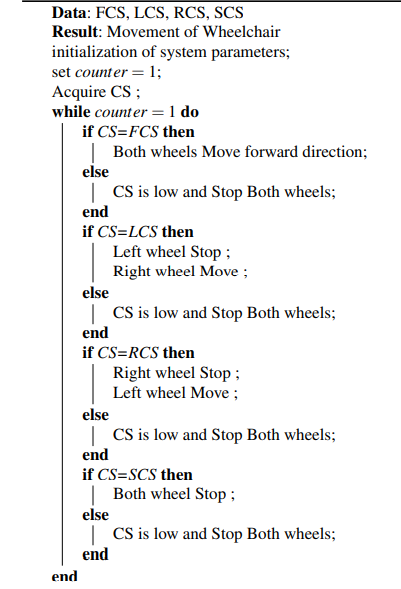 Data: FCS, LCS, RCS, SCS
Result: Movement of Wheelchair
initialization of system parameters;
set counter = 1;
Acquire CS ;
while counter = 1 do
if CS=FCS then
Both wheels Move forward direction;
else
CS is low and Stop Both wheels;
end
if CS=LCS then
Left wheel Stop ;
Right wheel Move ;
else
CS is low and Stop Both wheels;
end
if CS=RCS then
Right wheel Stop ;
Left wheel Move ;
else
CS is low and Stop Both wheels;
end
if CS=SCS then
Both wheel Stop ;
else
CS is low and Stop Both wheels;
end
end